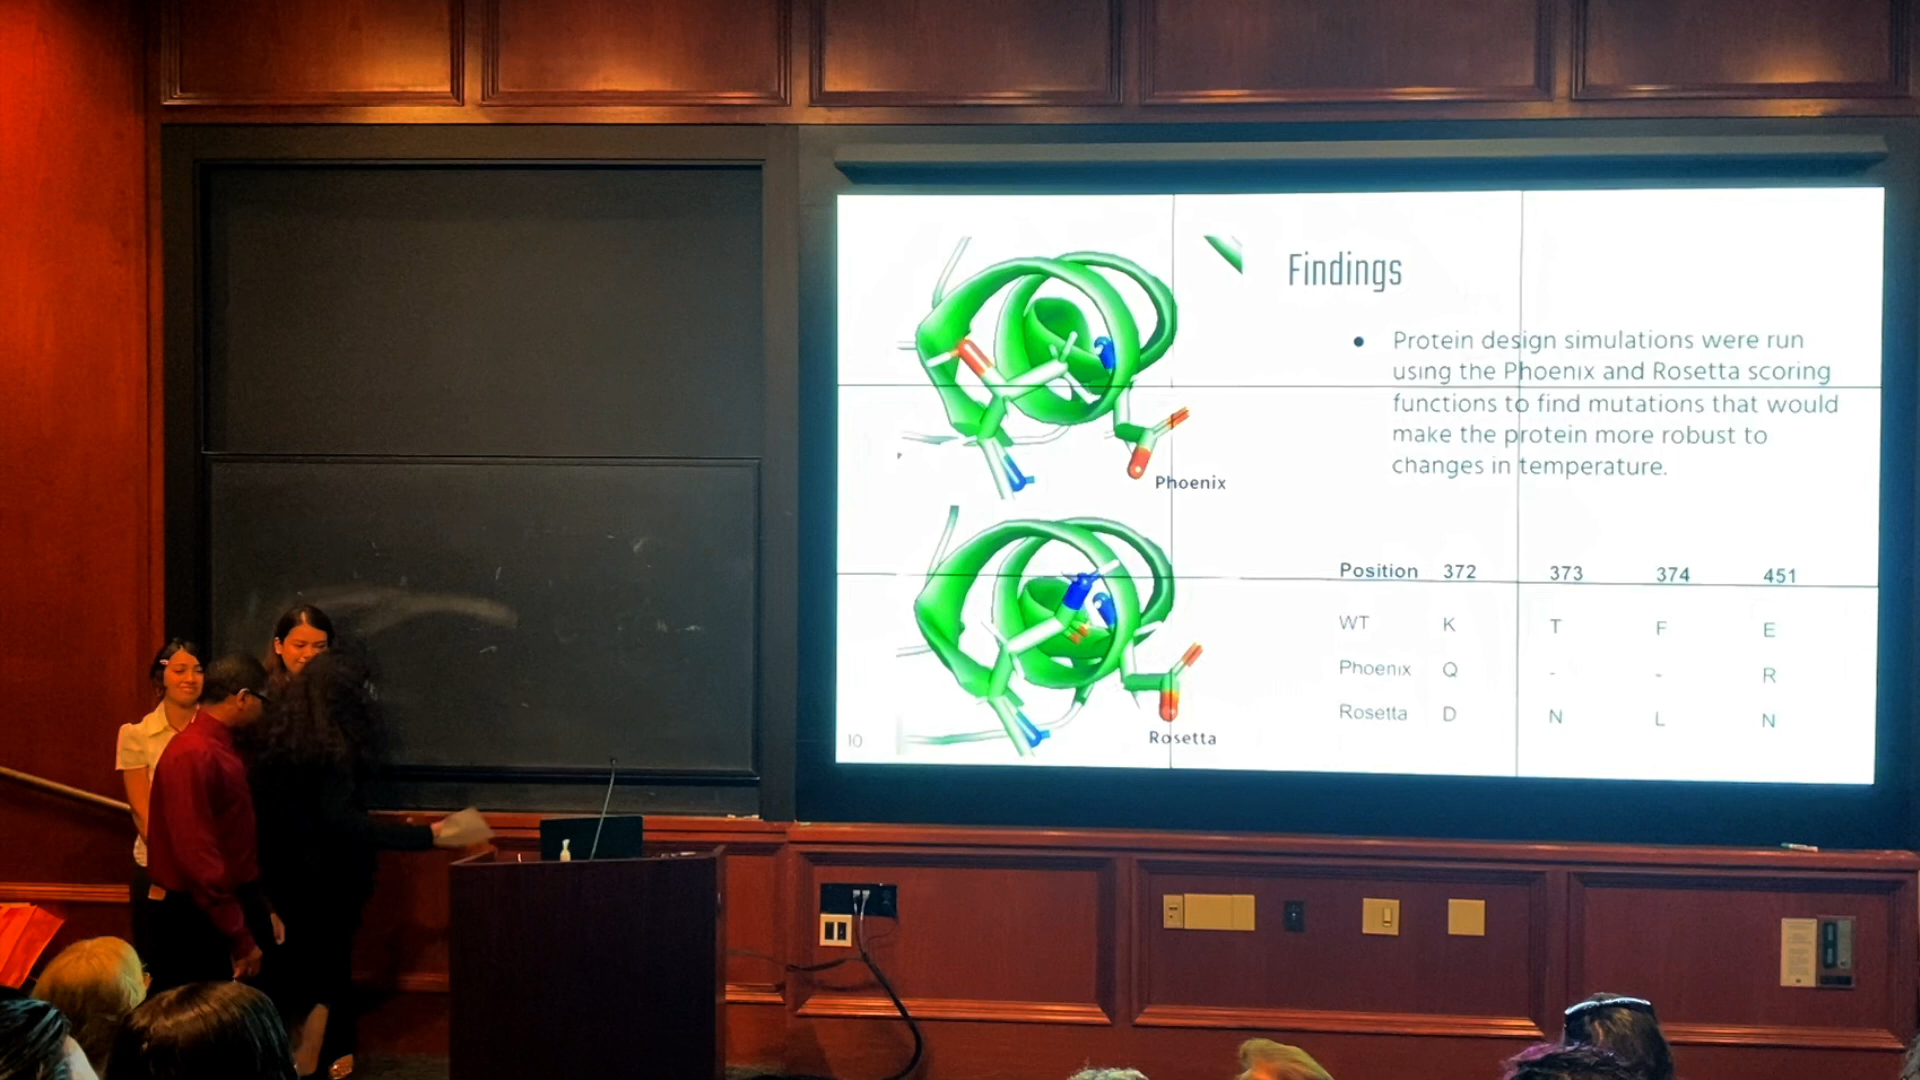 Findings
● Protein design simulations were run
using the Phoenix and Rosetta scoring
functions to find mutations that would
make the protein more robust to
changes in temperature.
Phoenix
Position 372 373 374 451
WT K T F E
Phoenix Q - - R
Rosetta D N L N
Rosetta
10